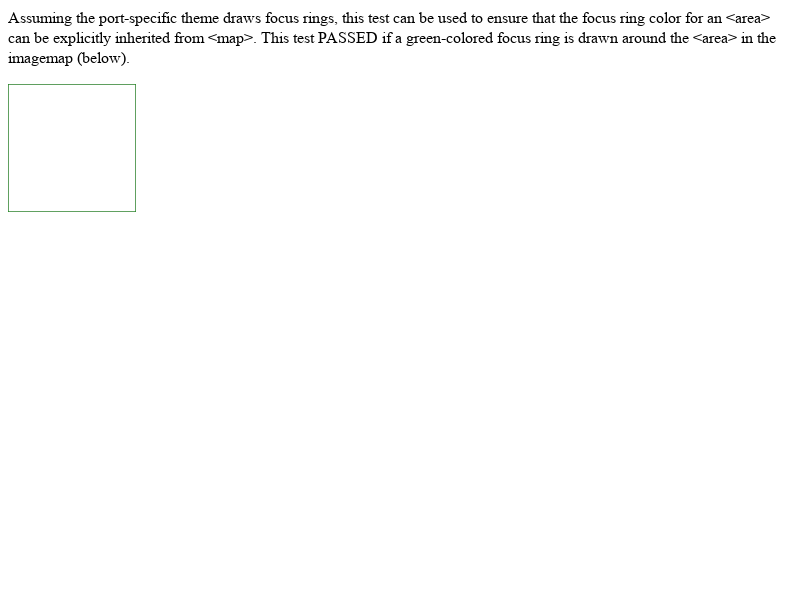 Assuming the port-specific theme draws focus rings, this test can be used to ensure that the focus ring color for an <area>
can be explicitly inherited from <map>. This test PASSED if a green-colored focus ring is drawn around the <area> in the
imagemap (below).